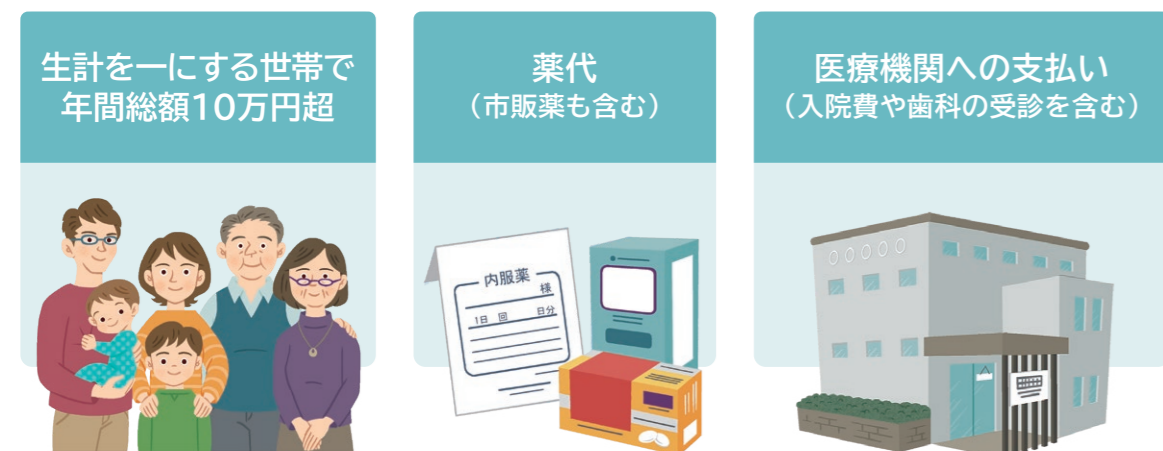 生計を一にする世帯で
年間総額10万円超
薬代
（市販薬も含む）
医療機関への支払い
（入院費や歯科の受診を含む）
内服薬
様
1日 回 日分
○○○○○